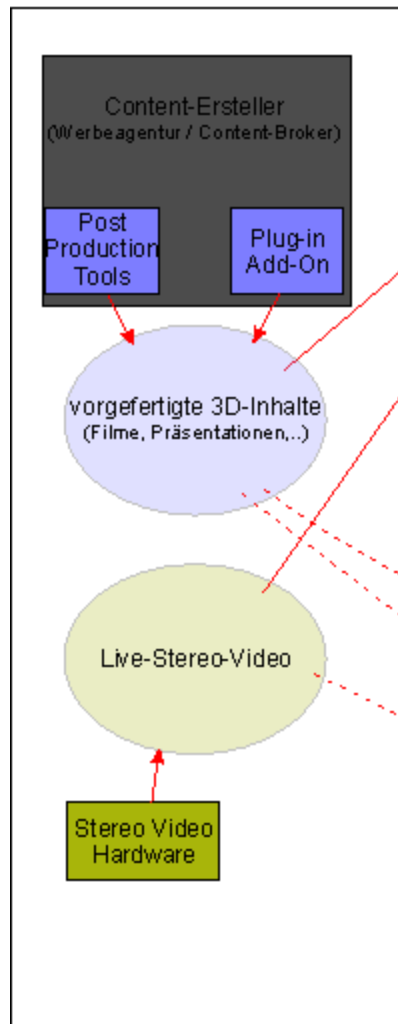 Content-Ersteller
(Werbeagentur / Content-Broker)
Post
Production
Tools
Plug-in
Add-On
vorgefertigte 3D-Inhalte
(Filme, Präsentationen,..)
Live-Stereo-Video
Stereo Video
Hardware